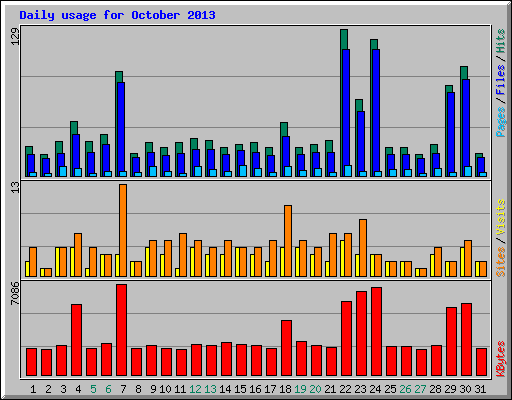 Daily usage for October 2013
129
Pages / Files / Hits
13
Sites / Visits
7086
KBytes
1 2 3 4 5 6 7 8 9 10 11 12 13 14 15 16 17 18 19 20 21 22 23 24 25 26 27 28 29 30 31